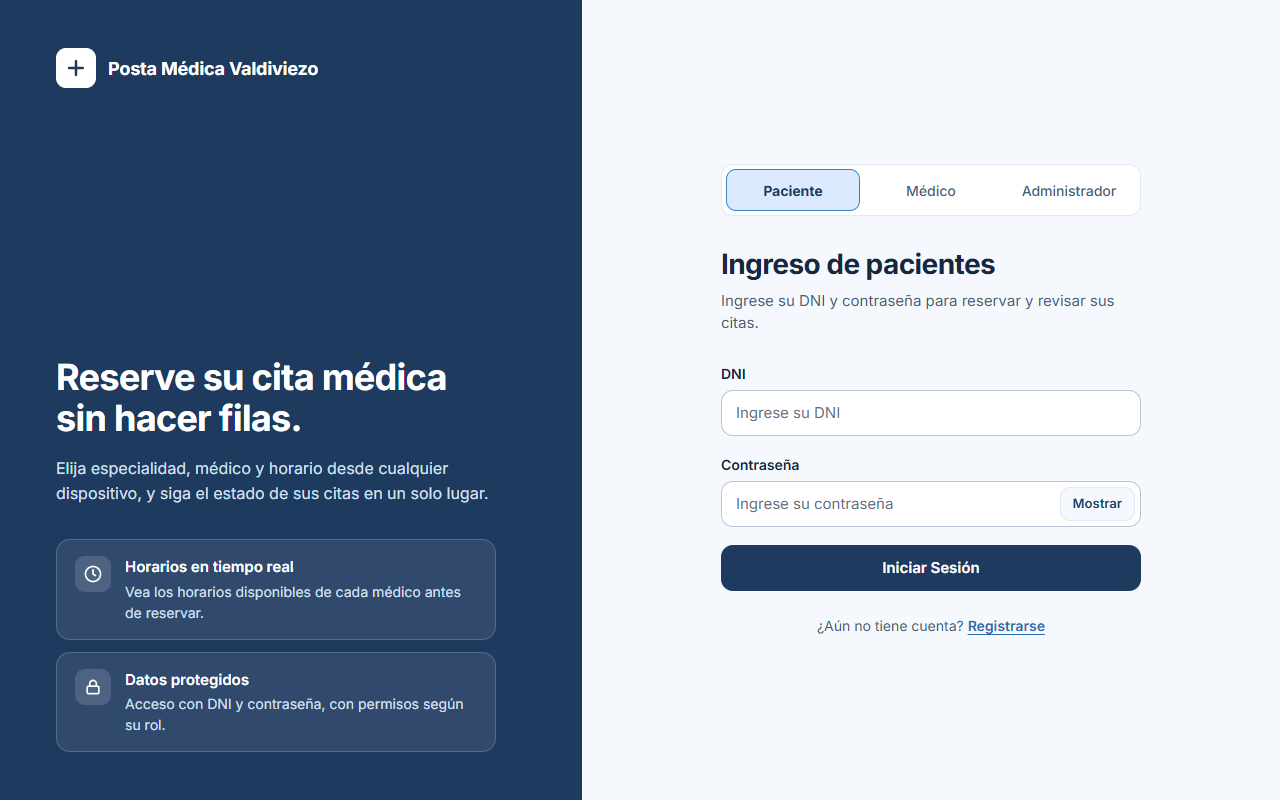 Posta Médica Valdiviezo
Reserve su cita médica
sin hacer filas.
Elija especialidad, médico y horario desde cualquier
dispositivo, y siga el estado de sus citas en un solo lugar.
Horarios en tiempo real
Vea los horarios disponibles de cada médico antes
de reservar.
Datos protegidos
Acceso con DNI y contraseña, con permisos según
su rol.
Paciente Médico Administrador
Ingreso de pacientes
Ingrese su DNI y contraseña para reservar y revisar sus
citas.
DNI
Ingrese su DNI
Contraseña
Ingrese su contraseña Mostrar
Iniciar Sesión
¿Aún no tiene cuenta? Registrarse